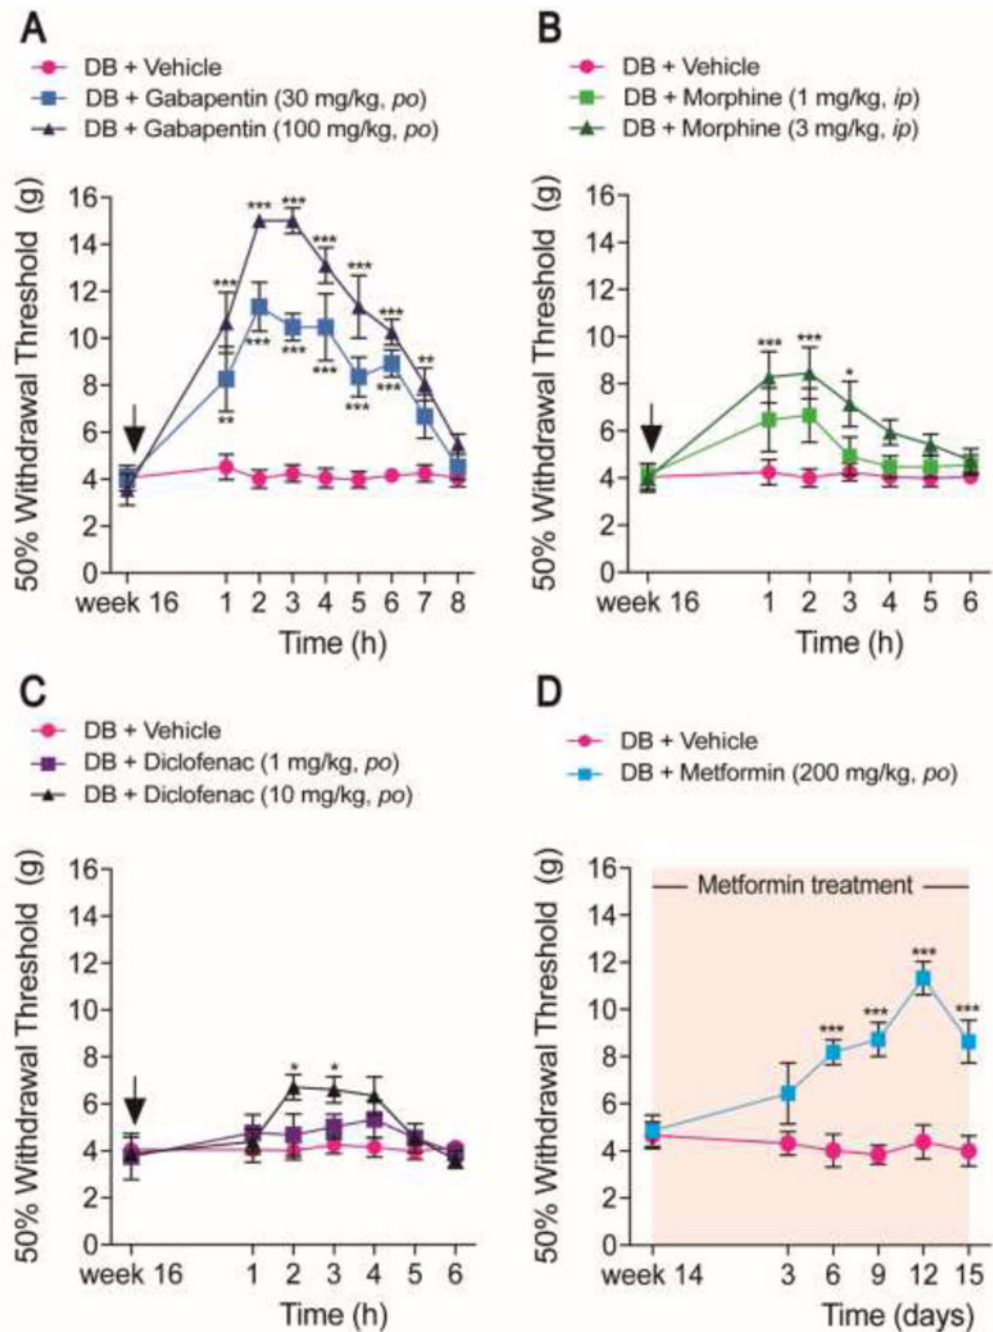 A
DB + Vehicle
DB + Gabapentin (30 mg/kg, po)
DB + Gabapentin (100 mg/kg, po)
50% Withdrawal Threshold (g)
16
14
12
10
8
6
4
2
0
***
***
***
***
***
***
**
***
***
***
***
***
**
week 16
1 2 3 4 5 6 7 8
Time (h)
B
DB + Vehicle
DB + Morphine (1 mg/kg, ip)
DB + Morphine (3 mg/kg, ip)
50% Withdrawal Threshold (g)
16
14
12
10
8
6
4
2
0
*** *** *
week 16
1 2 3 4 5 6
Time (h)
C
DB + Vehicle
DB + Diclofenac (1 mg/kg, po)
DB + Diclofenac (10 mg/kg, po)
50% Withdrawal Threshold (g)
16
14
12
10
8
6
4
2
0
* *
week 16
1 2 3 4 5 6
Time (h)
D
DB + Vehicle
DB + Metformin (200 mg/kg, po)
50% Withdrawal Threshold (g)
16
14
12
10
8
6
4
2
0
Metformin treatment
***
***
***
***
week 14
3 6 9 12 15
Time (days)